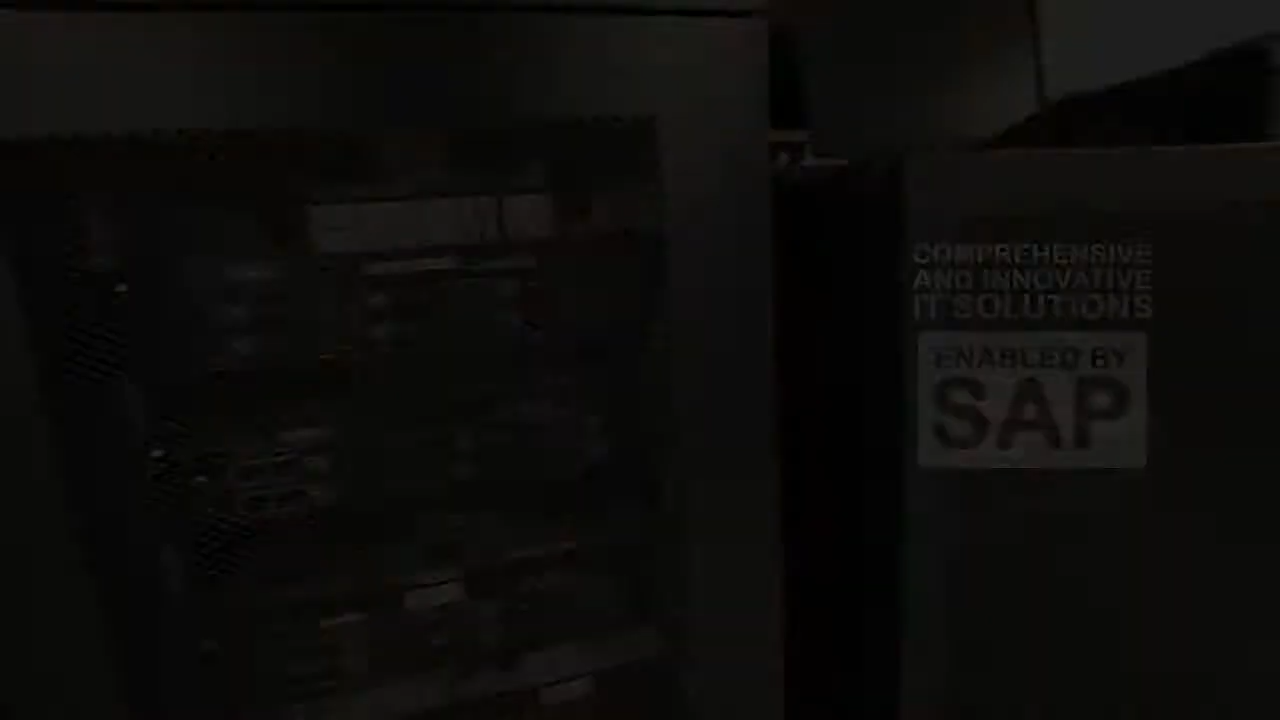 COMPREHENSIVE
AND INNOVATIVE
IT SOLUTIONS
ENABLED BY
SAP